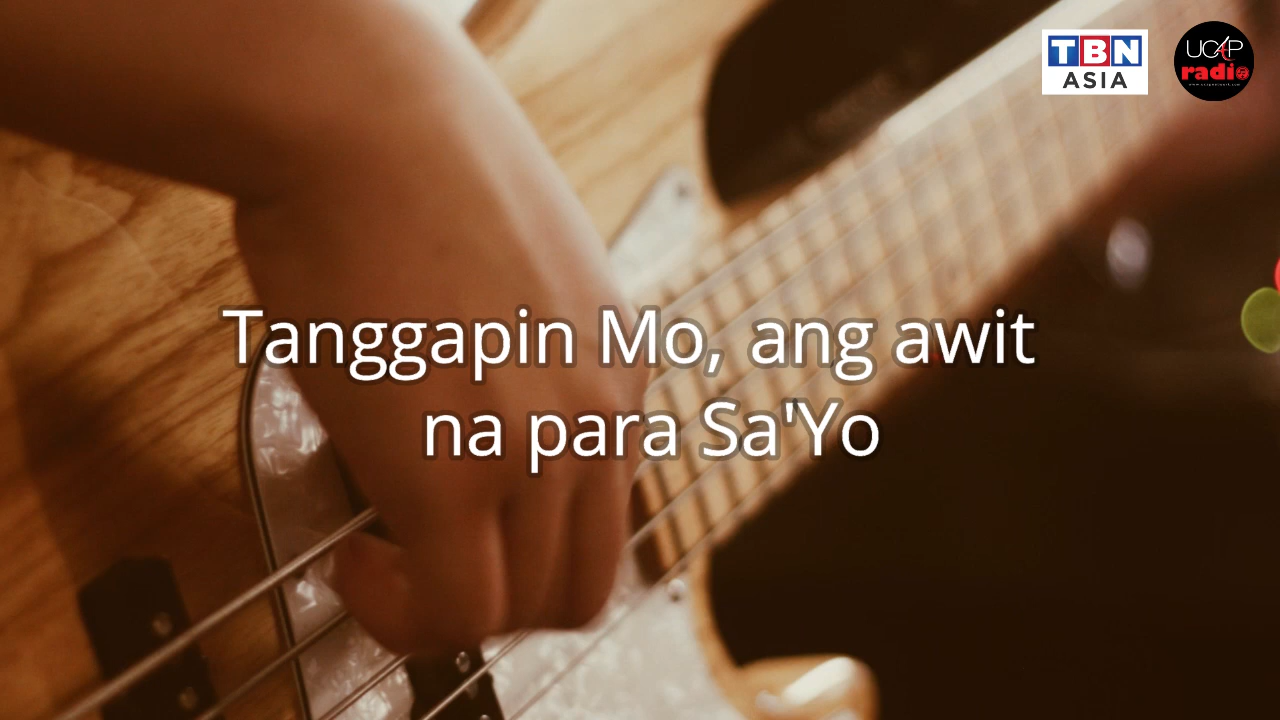 TBN
ASIA
UCAP
radio
Tanggapin Mo, ang awit
na para Sa'Yo